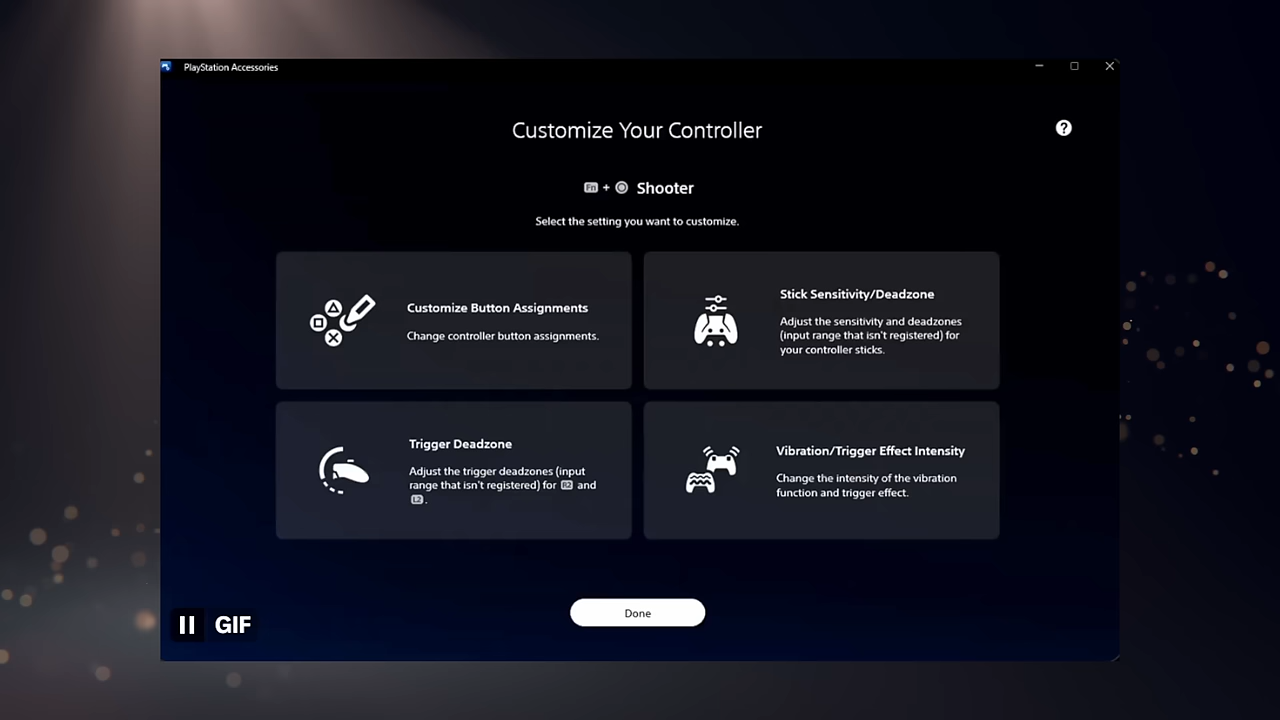 PlayStation Accessories
Customize Your Controller
?
Fn + Shooter
Select the setting you want to customize.
Customize Button Assignments
Change controller button assignments.
Stick Sensitivity/Deadzone
Adjust the sensitivity and deadzones
(input range that isn't registered) for
your controller sticks.
Trigger Deadzone
Adjust the trigger deadzones (input
range that isn't registered) for R2 and
L2.
Vibration/Trigger Effect Intensity
Change the intensity of the vibration
function and trigger effect.
Done
GIF